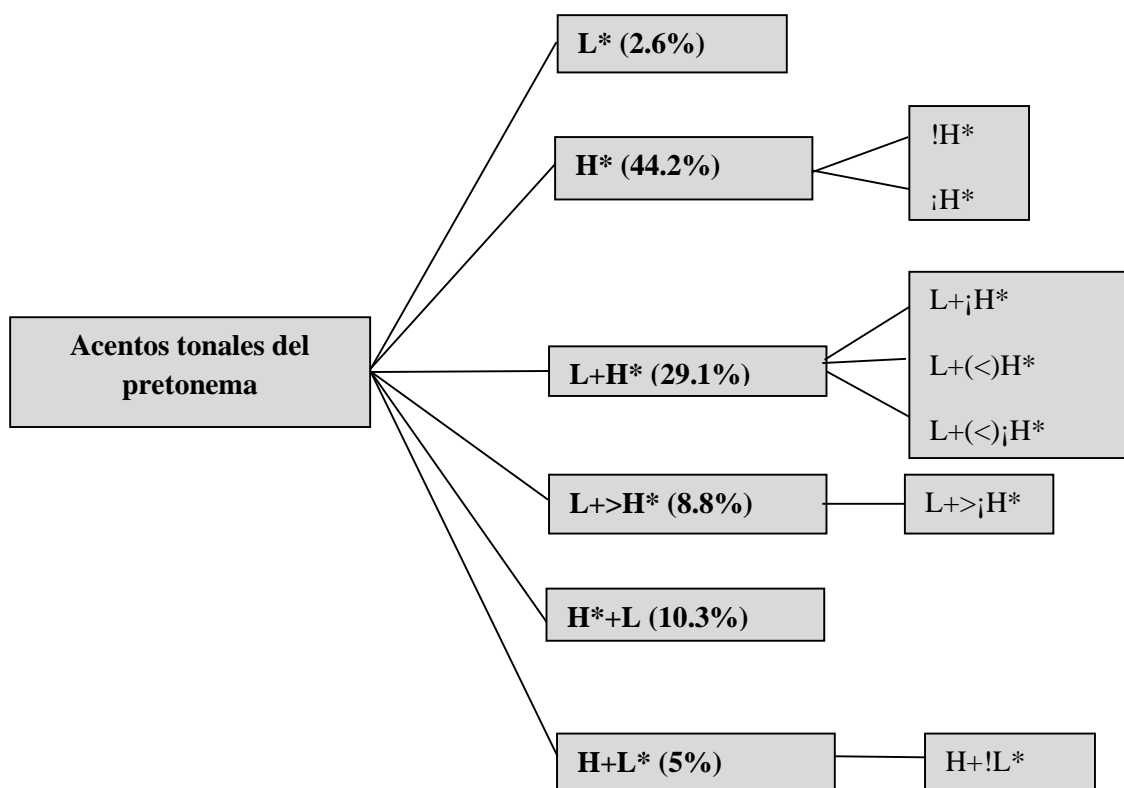 L* (2.6%)
H* (44.2%)
!H*
¡H*
Acentos tonales del
pretonema
L+H* (29.1%)
L+¡H*
L+(<)H*
L+(<)¡H*
L+>H* (8.8%)
L+>¡H*
H*+L (10.3%)
H+L* (5%)
H+!L*